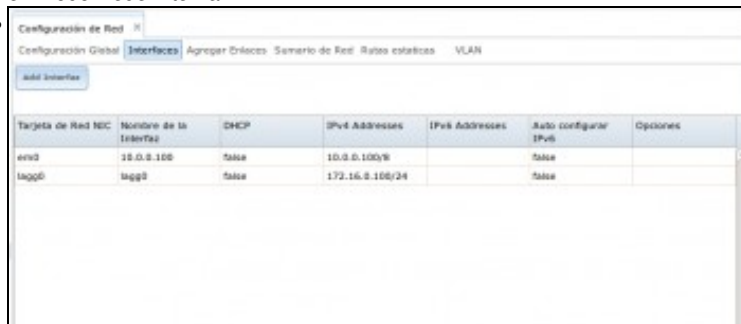 Configuración de Red
Configuración Global Interfaces Agregar Enlaces Sumario de Red Rutas estaticas VLAN
Add Interfaz
Tarjeta de Red NIC Nombre de la Interfaz DHCP IPv4 Addresses IPv6 Addresses Auto configurar IPv6 Opciones
em0 10.0.0.100 false 10.0.0.100/8 false
lagg0 lagg0 false 172.16.0.100/24 false